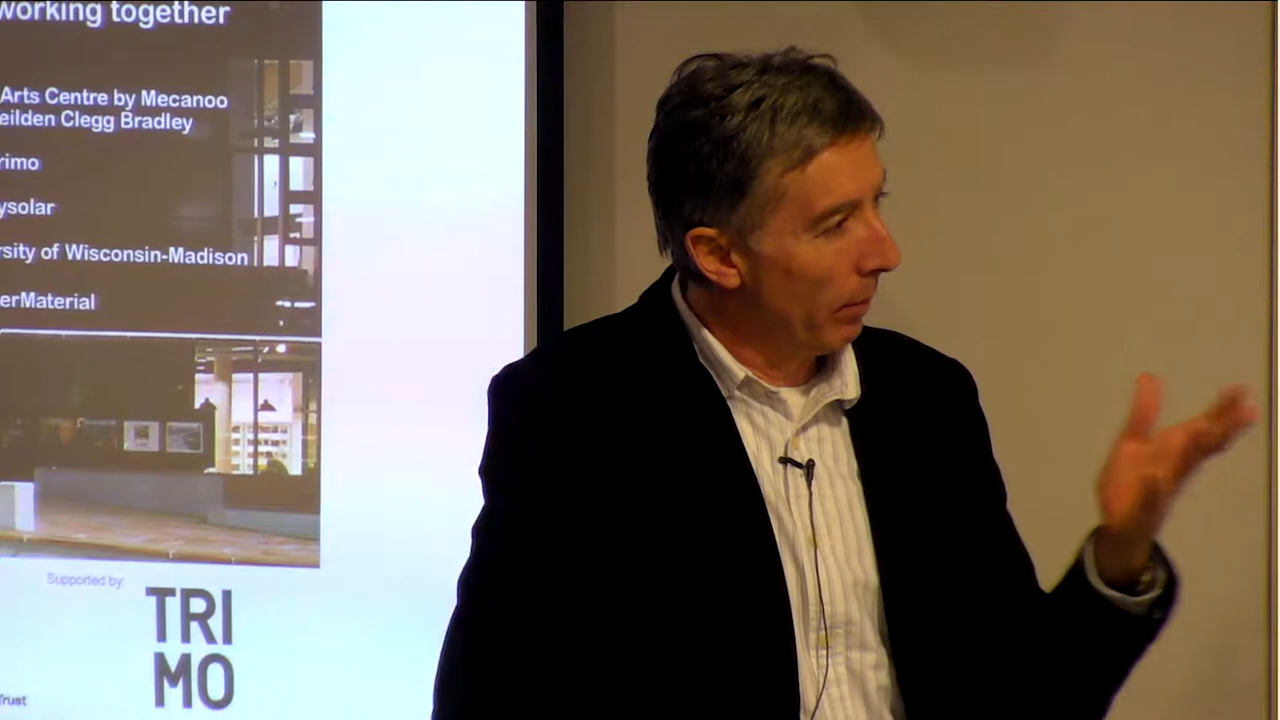 working together
Arts Centre by Mecanoo
eilden Clegg Bradley
rimo
ysolar
rsity of Wisconsin-Madison
erMaterial
Supported by:
TRI
MO
Trust